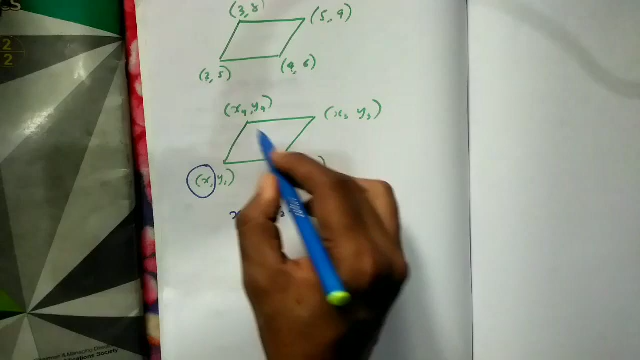 (3, 8) (5, 9)
(2, 5) (4, 6)
(x₄, y₄) (x₃ y₃)
(x₁ y₁) )
x